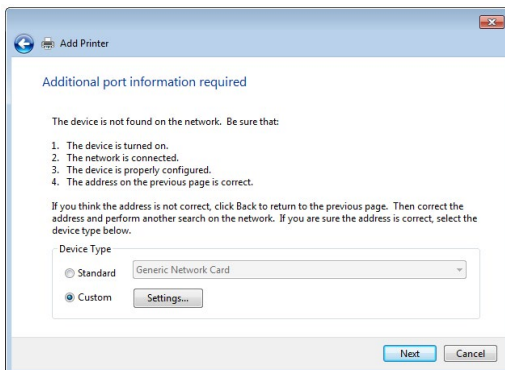 Add Printer
Additional port information required
The device is not found on the network. Be sure that:
1. The device is turned on.
2. The network is connected.
3. The device is properly configured.
4. The address on the previous page is correct.
If you think the address is not correct, click Back to return to the previous page. Then correct the
address and perform another search on the network. If you are sure the address is correct, select the
device type below.
Device Type
Standard
Generic Network Card
Custom
Settings...
Next
Cancel